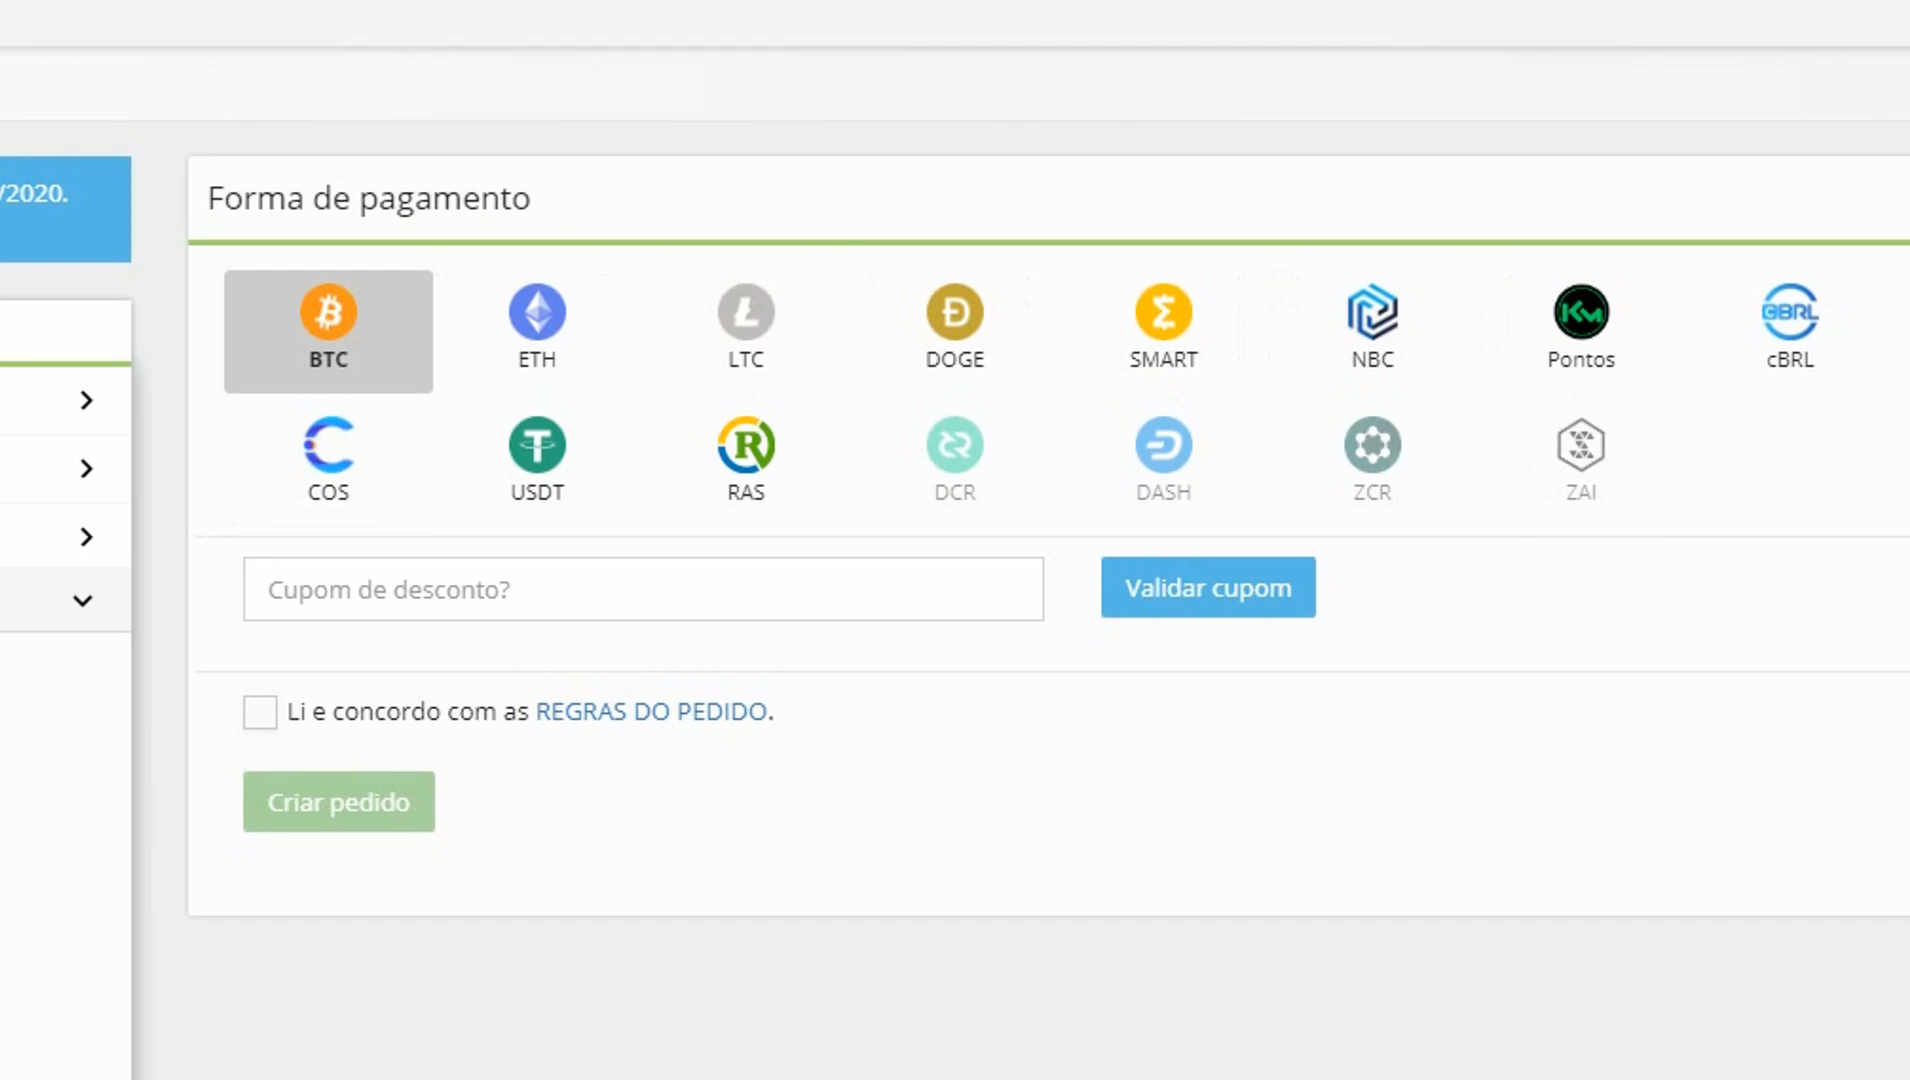 /2020.
Forma de pagamento
BTC ETH LTC DOGE SMART NBC Pontos cBRL
COS USDT RAS DCR DASH ZCR ZAI
Cupom de desconto? Validar cupom
Li e concordo com as REGRAS DO PEDIDO.
Criar pedido